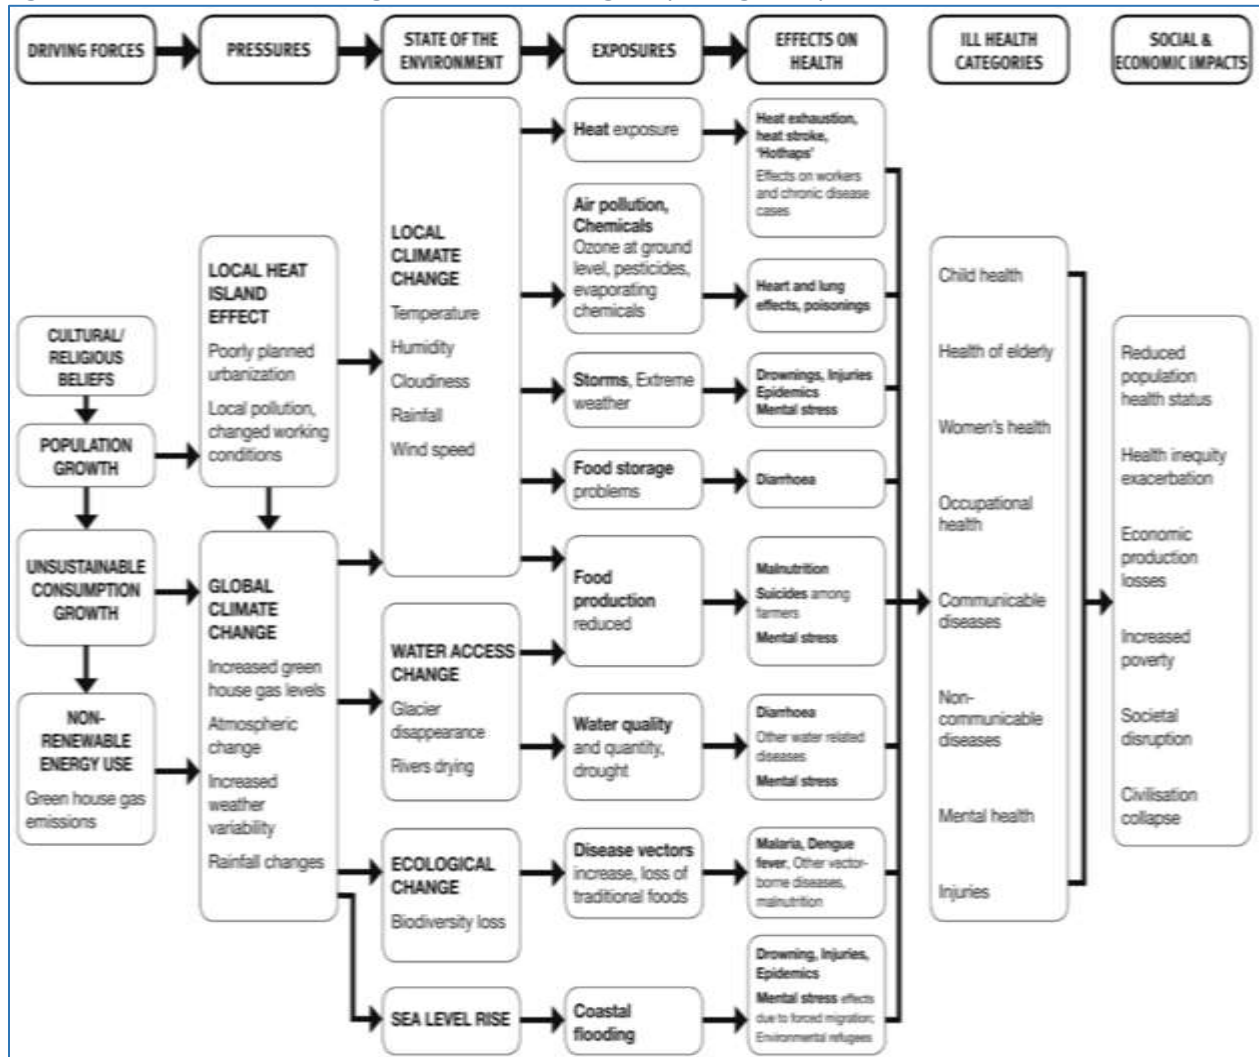 DRIVING FORCES
PRESSURES
STATE OF THE
ENVIRONMENT
EXPOSURES
EFFECTS ON
HEALTH
ILL HEALTH
CATEGORIES
SOCIAL &
ECONOMIC IMPACTS
CULTURAL/
RELIGIOUS
BELIEFS
POPULATION
GROWTH
UNSUSTAINABLE
CONSUMPTION
GROWTH
NON-
RENEWABLE
ENERGY USE
Green house gas
emissions
LOCAL HEAT
ISLAND
EFFECT
Poorly planned
urbanization
Local pollution,
changed working
conditions
GLOBAL
CLIMATE
CHANGE
Increased green
house gas levels
Atmospheric
change
Increased
weather
variability
Rainfall changes
LOCAL
CLIMATE
CHANGE
Temperature
Humidity
Cloudiness
Rainfall
Wind speed
WATER ACCESS
CHANGE
Glacier
disappearance
Rivers drying
ECOLOGICAL
CHANGE
Biodiversity loss
SEA LEVEL RISE
Heat exposure
Air pollution,
Chemicals
Ozone at ground
level, pesticides,
evaporating
chemicals
Storms, Extreme
weather
Food storage
problems
Food
production
reduced
Water quality
and quantity,
drought
Disease vectors
increase, loss of
traditional foods
Coastal
flooding
Heat exhaustion,
heat stroke,
'Hothaps'
Effects on workers
and chronic disease
cases
Heart and lung
effects, poisonings
Drownings, Injuries
Epidemics
Mental stress
Diarrhoea
Malnutrition
Suicides among
farmers
Mental stress
Diarrhoea
Other water related
diseases
Mental stress
Malaria, Dengue
fever, Other vector-
borne diseases,
malnutrition
Drowning, Injuries,
Epidemics
Mental stress effects
due to forced migration;
Environmental refugees
Child health
Health of elderly
Women's health
Occupational
health
Communicable
diseases
Non-
communicable
diseases
Mental health
Injuries
Reduced
population
health status
Health inequity
exacerbation
Economic
production
losses
Increased
poverty
Societal
disruption
Civilisation
collapse